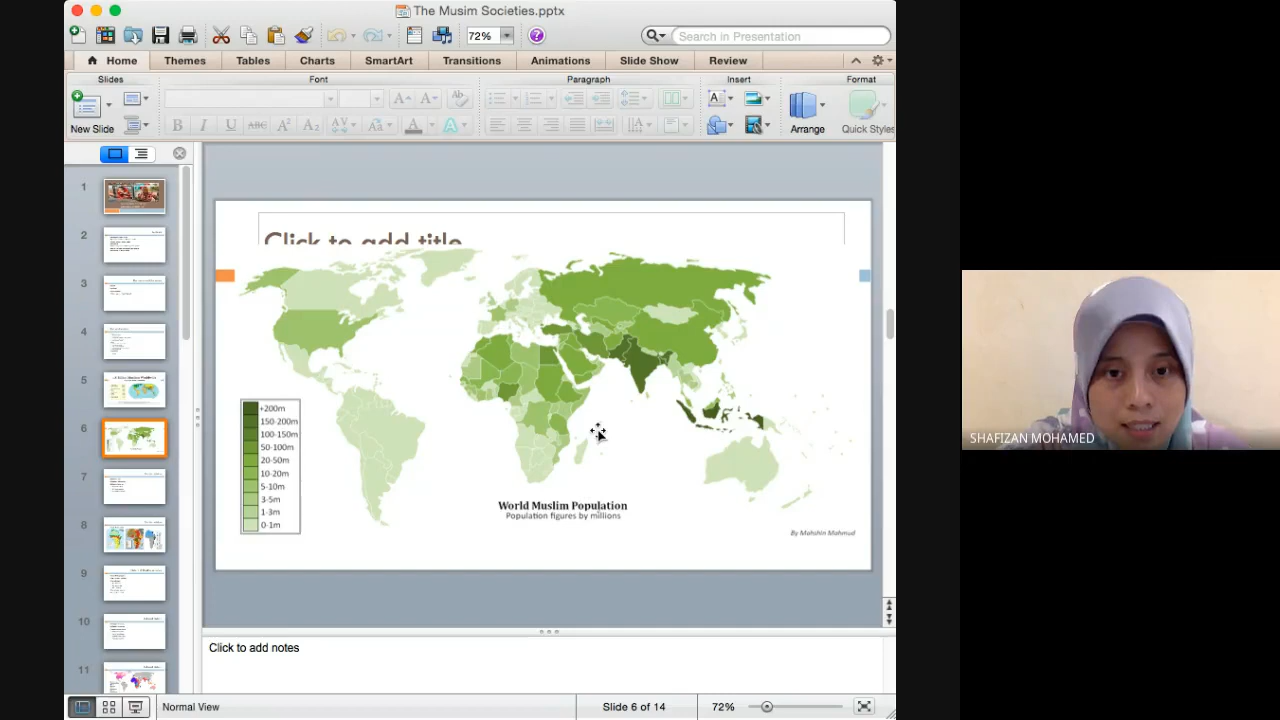 The Musim Societies.pptx
72%
Search in Presentation
Home
Themes
Tables
Charts
SmartArt
Transitions
Animations
Slide Show
Review
Slides
Font
Paragraph
Insert
Format
New Slide
Arrange
Quick Styles
1
2
3
4
5
6
7
8
9
10
11
Click to add title
+200m
150-200m
100-150m
50-100m
20-50m
10-20m
5-10m
3-5m
1-3m
0-1m
World Muslim Population
Population figures by millions
By Mohshin Mahmud
SHAFIZAN MOHAMED
Click to add notes
Normal View
Slide 6 of 14
72%